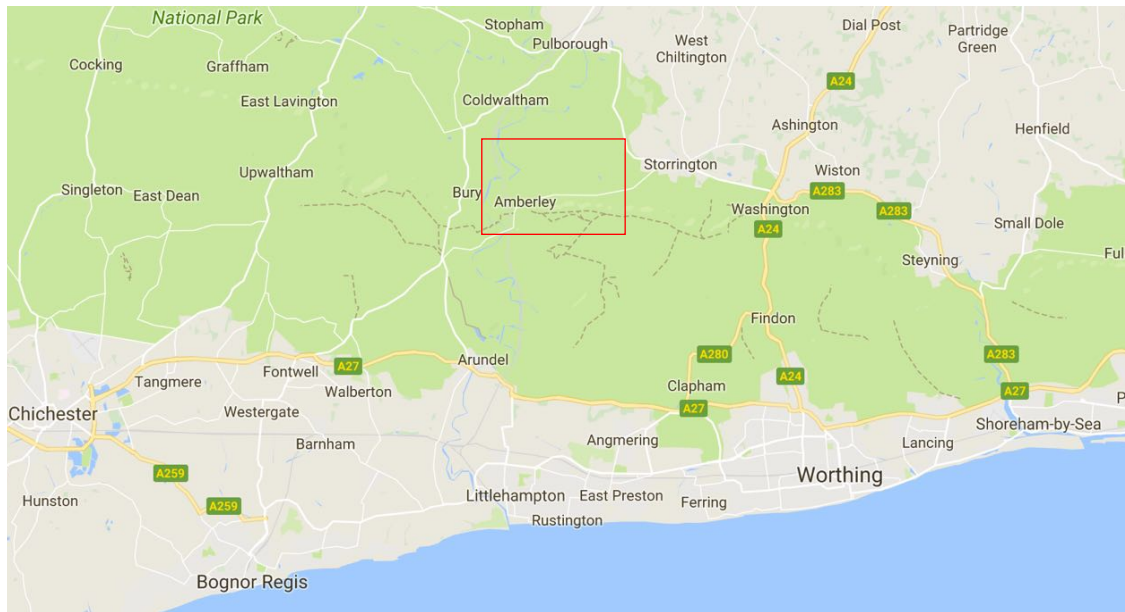 National Park
Stopham
Dial Post
Cocking
Graffham
Pulborough
West
Chiltington
Partridge
Green
A24
East Lavington
Coldwaltham
Ashington
Henfield
Upwaltham
Storrington
Wiston
Singleton
East Dean
Bury
Amberley
A283
Washington
A283
A24
Small Dole
Steyning
Ful
Findon
A27
Arundel
A280
A283
Tangmere
Fontwell
Walberton
Clapham
A24
A27
A27
P
Chichester
Westergate
Barnham
Angmering
Lancing
Shoreham-by-Sea
A259
Worthing
Hunston
A259
Littlehampton
East Preston
Ferring
Rustington
Bognor Regis